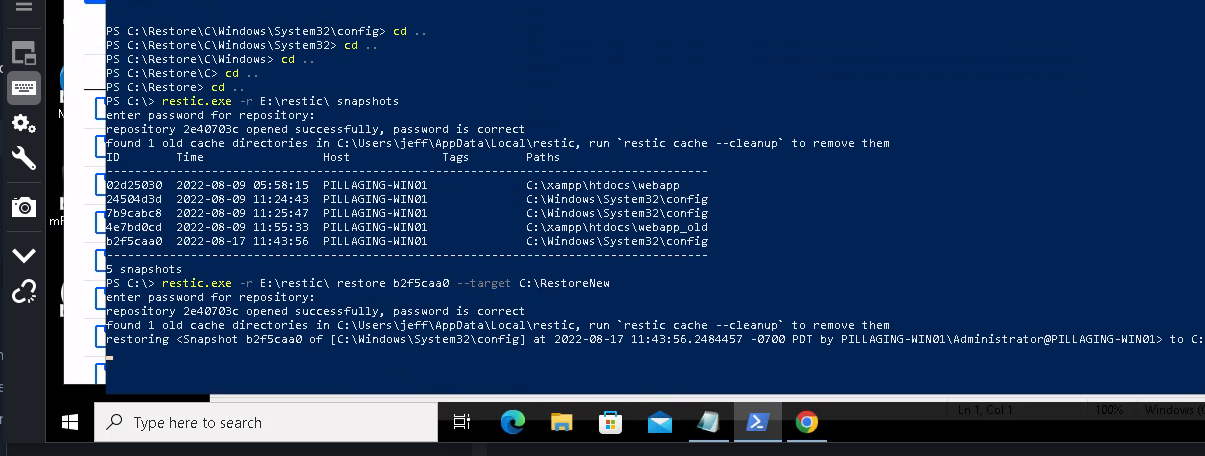 PS C:\Restore\C\Windows\System32\config> cd ..
PS C:\Restore\C\Windows\System32> cd ..
PS C:\Restore\C\Windows> cd ..
PS C:\Restore\C> cd ..
PS C:\Restore> cd ..
PS C:\> restic.exe -r E:\restic\ snapshots
enter password for repository:
repository 2e40703c opened successfully, password is correct
found 1 old cache directories in C:\Users\jeff\AppData\Local\restic, run `restic cache --cleanup` to remove them
ID Time Host Tags Paths
--------------------------------------------------------------------------------------
02d25030 2022-08-09 05:58:15 PILLAGING-WIN01 C:\xampp\htdocs\webapp
24504d3d 2022-08-09 11:24:43 PILLAGING-WIN01 C:\Windows\System32\config
7b9cabc8 2022-08-09 11:25:47 PILLAGING-WIN01 C:\Windows\System32\config
4e7bd0cd 2022-08-09 11:55:33 PILLAGING-WIN01 C:\xampp\htdocs\webapp_old
b2f5caa0 2022-08-17 11:43:56 PILLAGING-WIN01 C:\Windows\System32\config
--------------------------------------------------------------------------------------
5 snapshots
PS C:\> restic.exe -r E:\restic\ restore b2f5caa0 --target C:\RestoreNew
enter password for repository:
repository 2e40703c opened successfully, password is correct
found 1 old cache directories in C:\Users\jeff\AppData\Local\restic, run `restic cache --cleanup` to remove them
restoring <Snapshot b2f5caa0 of [C:\Windows\System32\config] at 2022-08-17 11:43:56.2484457 -0700 PDT by PILLAGING-WIN01\Administrator@PILLAGING-WIN01> to C:
Ln 1, Col 1 100% Windows (
Type here to search